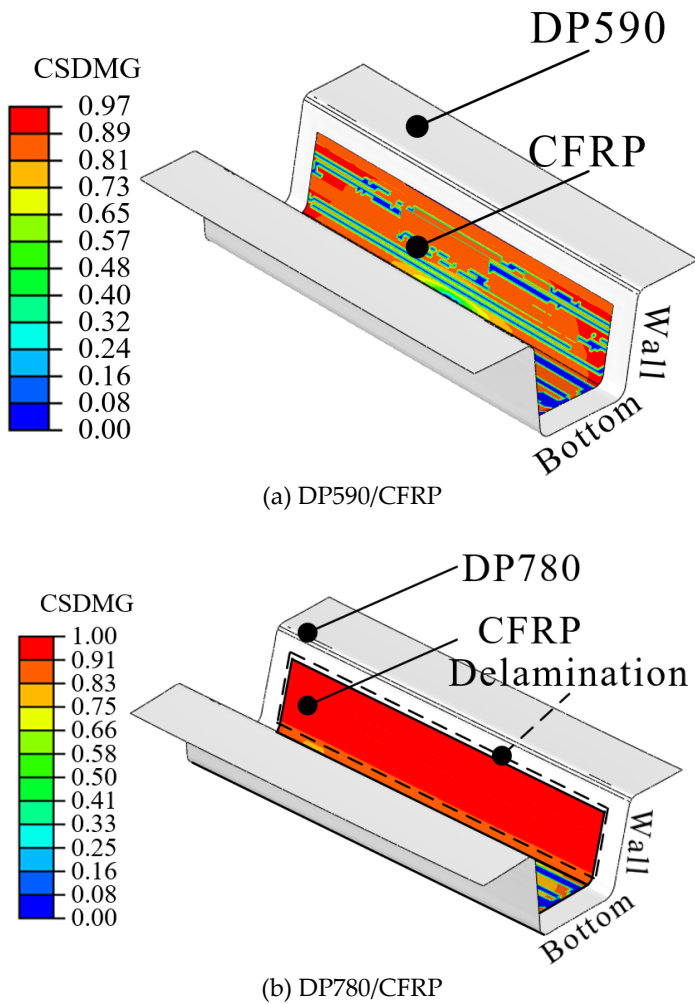 DP590
CSDMG
0.97
0.89
0.81
0.73
0.65
0.57
0.48
0.40
0.32
0.24
0.16
0.08
0.00
CFRP
Wall
Bottom
(a) DP590/CFRP
DP780
CSDMG
1.00
0.91
0.83
0.75
0.66
0.58
0.50
0.41
0.33
0.25
0.16
0.08
0.00
CFRP
Delamination
Wall
Bottom
(b) DP780/CFRP